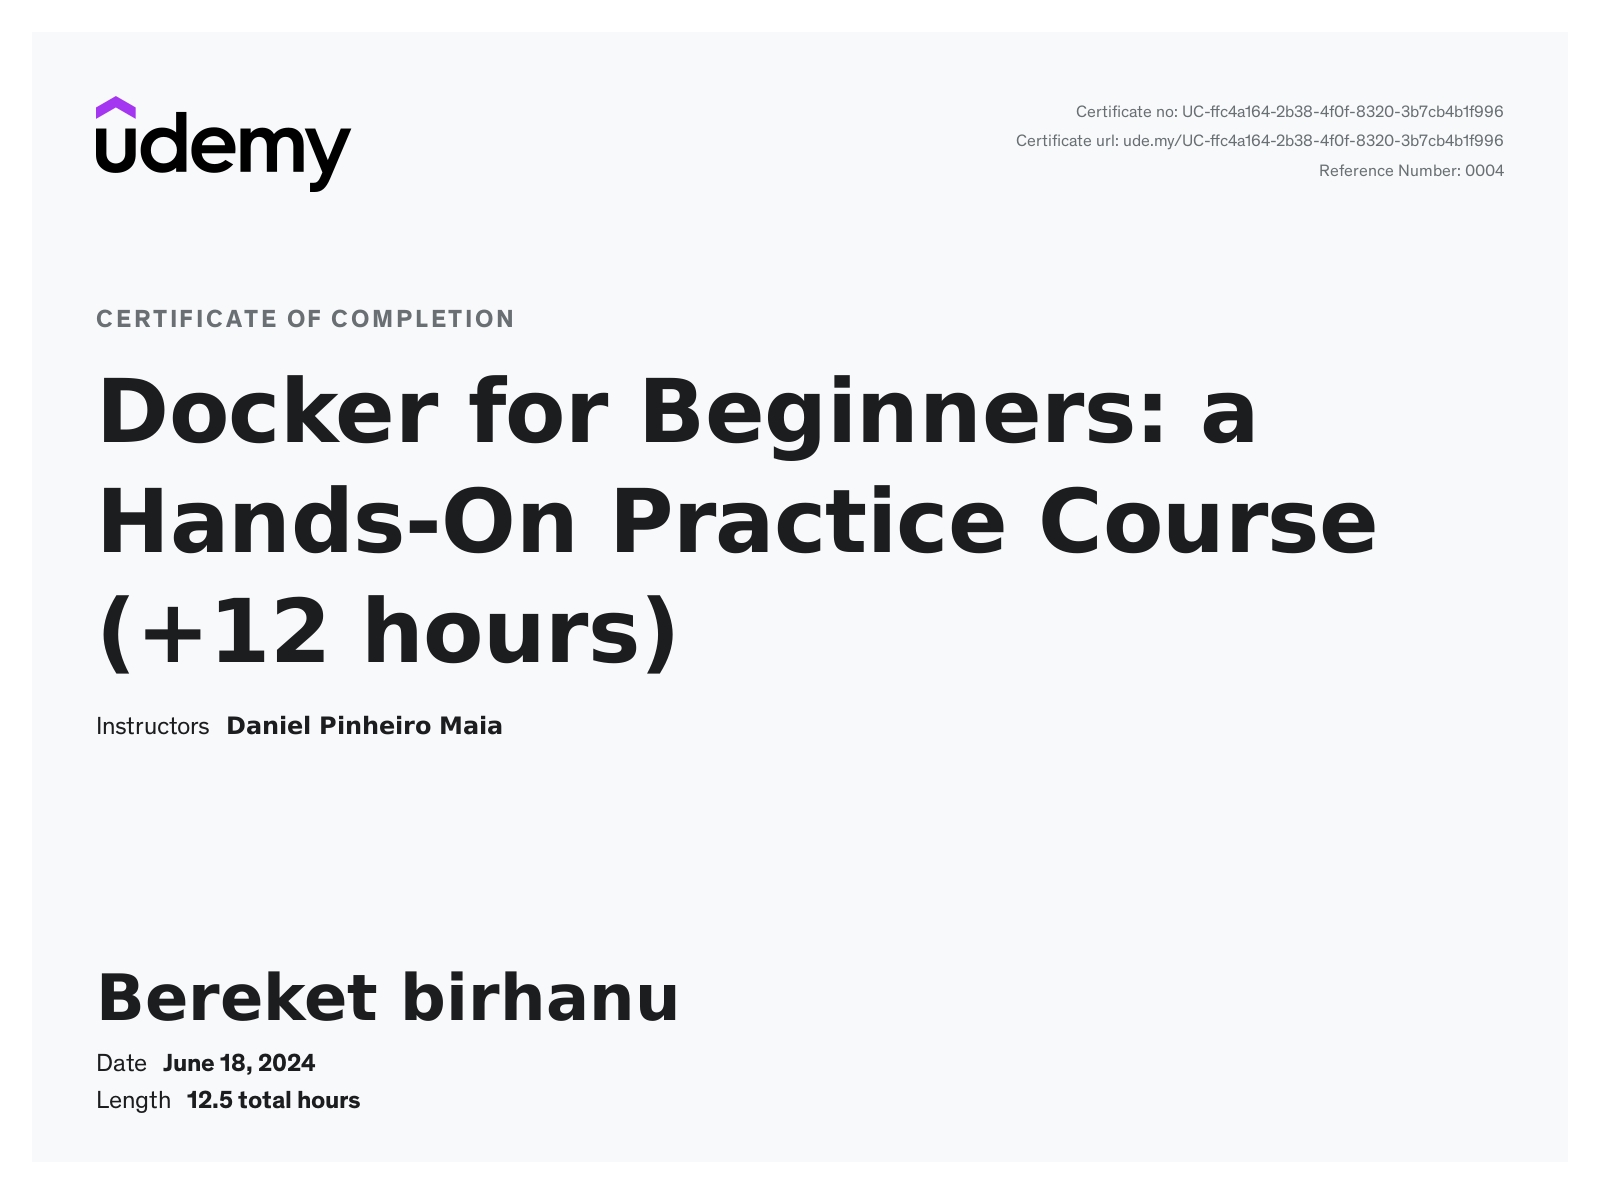 udemy
Certificate no: UC-ffc4a164-2b38-4f0f-8320-3b7cb4b1f996
Certificate url: ude.my/UC-ffc4a164-2b38-4f0f-8320-3b7cb4b1f996
Reference Number: 0004
CERTIFICATE OF COMPLETION
Docker for Beginners: a
Hands-On Practice Course
(+12 hours)
Instructors Daniel Pinheiro Maia
Bereket birhanu
Date June 18, 2024
Length 12.5 total hours